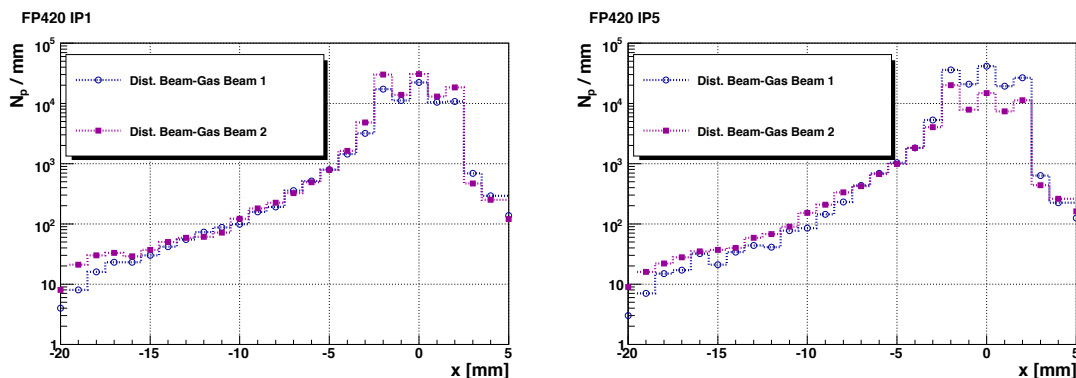 FP420 IP1
N_p / mm
10^5
10^4
10^3
10^2
10
1
Dist. Beam-Gas Beam 1
Dist. Beam-Gas Beam 2
-20 -15 -10 -5 0 5
x [mm]
FP420 IP5
N_p / mm
10^5
10^4
10^3
10^2
10
1
Dist. Beam-Gas Beam 1
Dist. Beam-Gas Beam 2
-20 -15 -10 -5 0 5
x [mm]